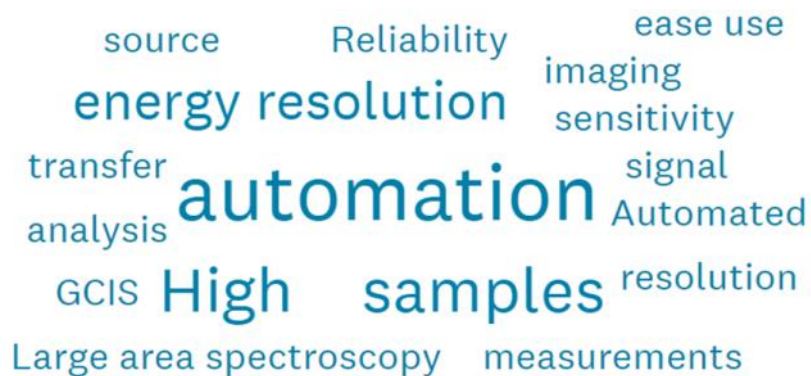 ease use
source Reliability
imaging
energy resolution
sensitivity
transfer signal
automation
Automated
analysis
resolution
GCIS High samples
Large area spectroscopy measurements